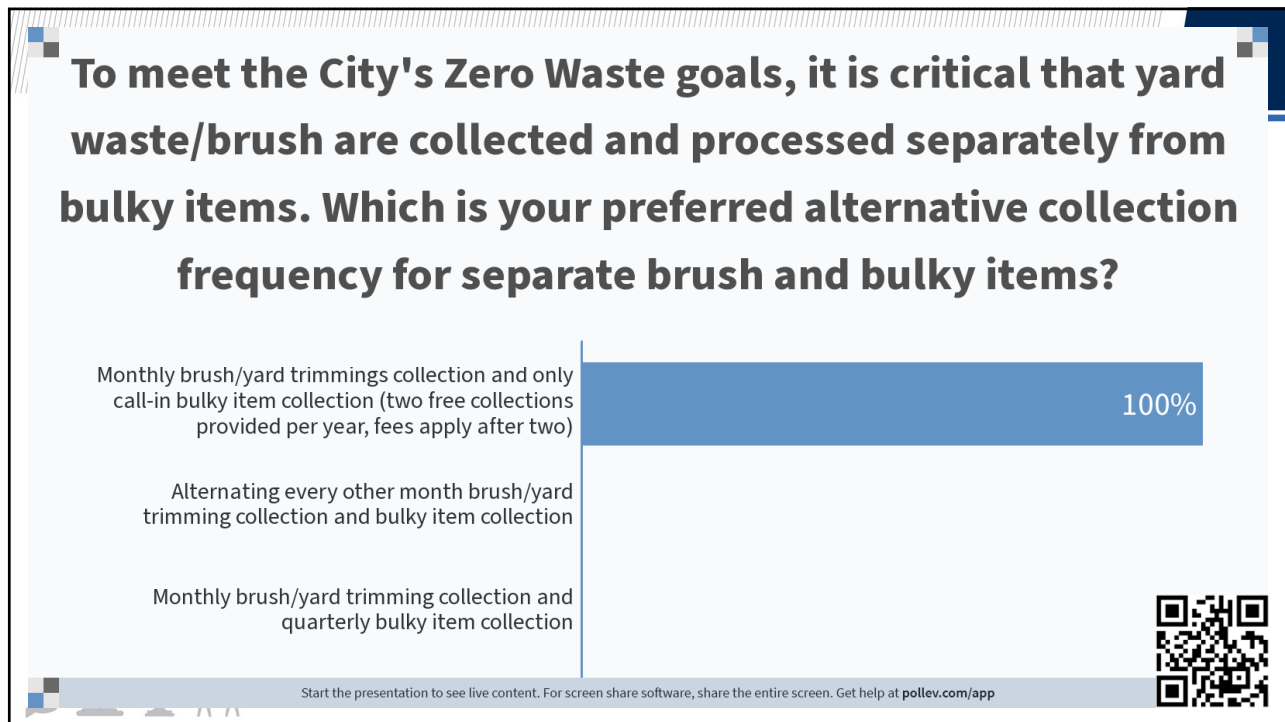 To meet the City's Zero Waste goals, it is critical that yard
waste/brush are collected and processed separately from
bulky items. Which is your preferred alternative collection
frequency for separate brush and bulky items?
Monthly brush/yard trimmings collection and only
call-in bulky item collection (two free collections
provided per year, fees apply after two)
100%
Alternating every other month brush/yard
trimming collection and bulky item collection
Monthly brush/yard trimming collection and
quarterly bulky item collection
Start the presentation to see live content. For screen share software, share the entire screen. Get help at pollev.com/app